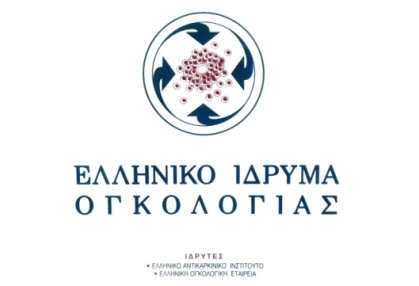 ΕΛΛΗΝΙΚΟ ΙΔΡΥΜΑ
ΟΓΚΟΛΟΓΙΑΣ
ΙΔΡΥΤΕΣ
• ΕΛΛΗΝΙΚΟ ΑΝΤΙΚΑΡΚΙΝΙΚΟ ΙΝΣΤΙΤΟΥΤΟ
• ΕΛΛΗΝΙΚΗ ΟΓΚΟΛΟΓΙΚΗ ΕΤΑΙΡΕΙΑ